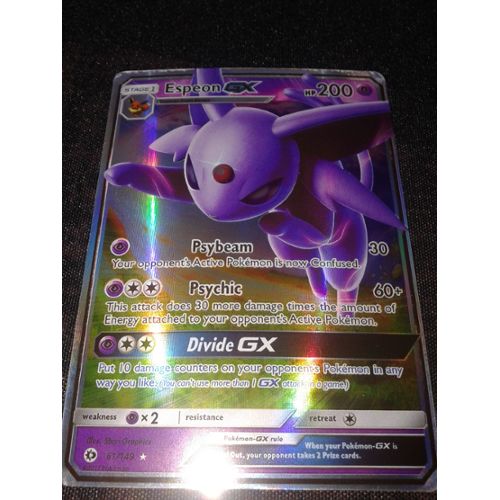 STAGE 1 Espeon GX HP 200
Psybeam 30
Your opponent's Active Pokémon is now Confused.
Psychic 60+
This attack does 30 more damage times the amount of
Energy attached to your opponent's Active Pokémon.
Divide GX
Put 10 damage counters on your opponent's Pokémon in
any way you like. (You can't use more than 1 GX attack in a game.)
weakness ×2 resistance retreat
Illus. 5ban Graphics Pokémon-GX rule When your Pokémon-GX is
61/149 ★ Knocked Out, your opponent takes 2 Prize cards.